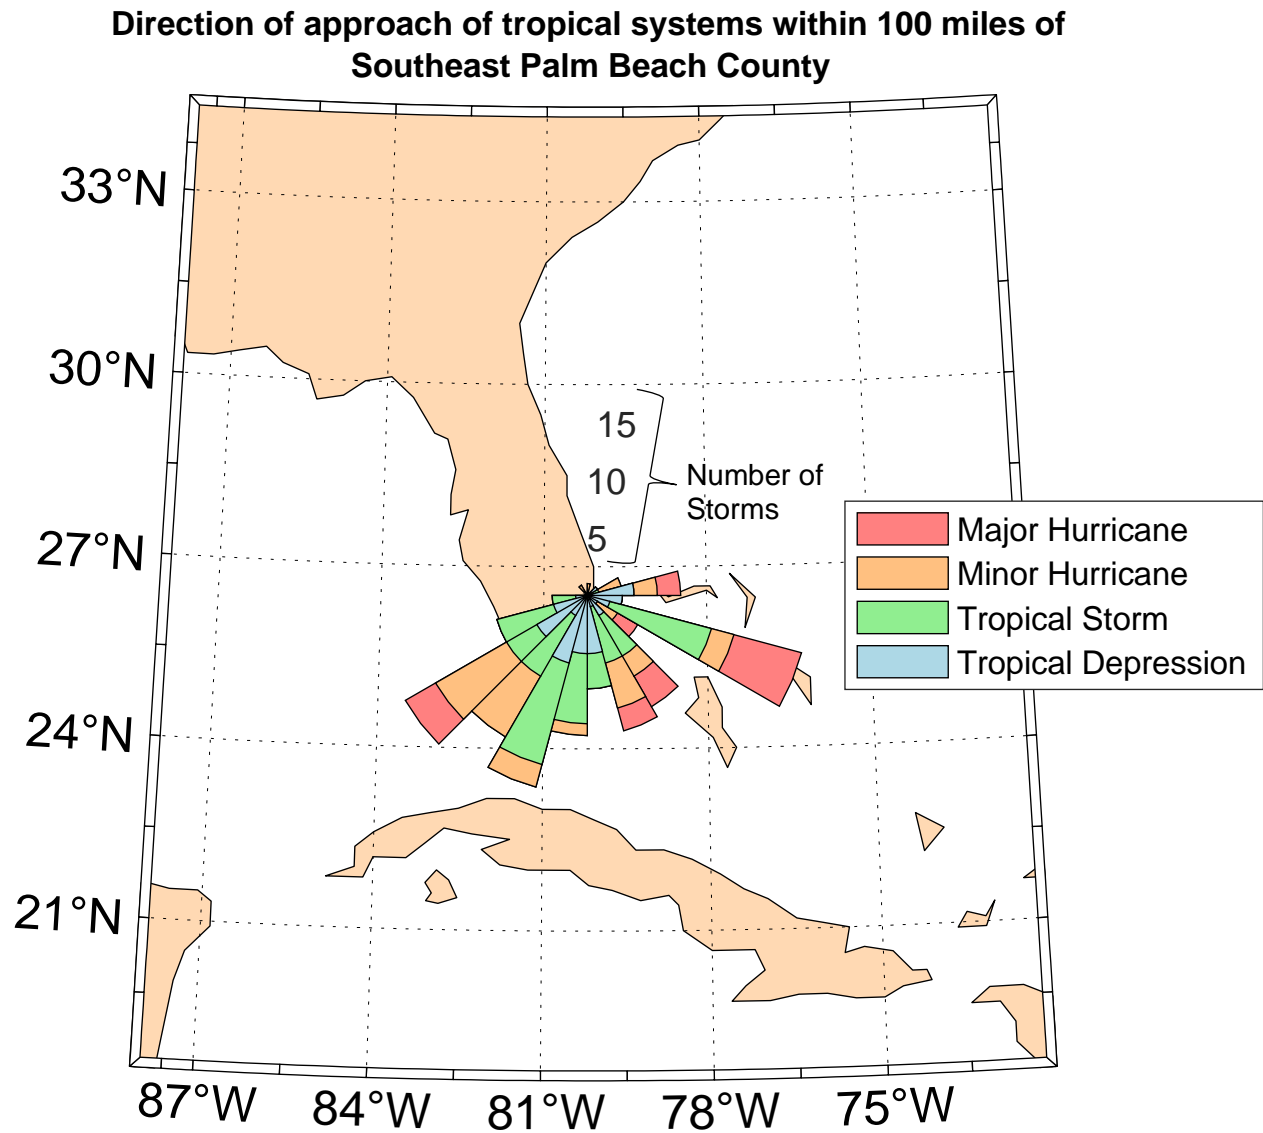 Direction of approach of tropical systems within 100 miles of
Southeast Palm Beach County
33°N
30°N
27°N
24°N
21°N
15
10
5
Number of
Storms
Major Hurricane
Minor Hurricane
Tropical Storm
Tropical Depression
87°W
84°W
81°W
78°W
75°W